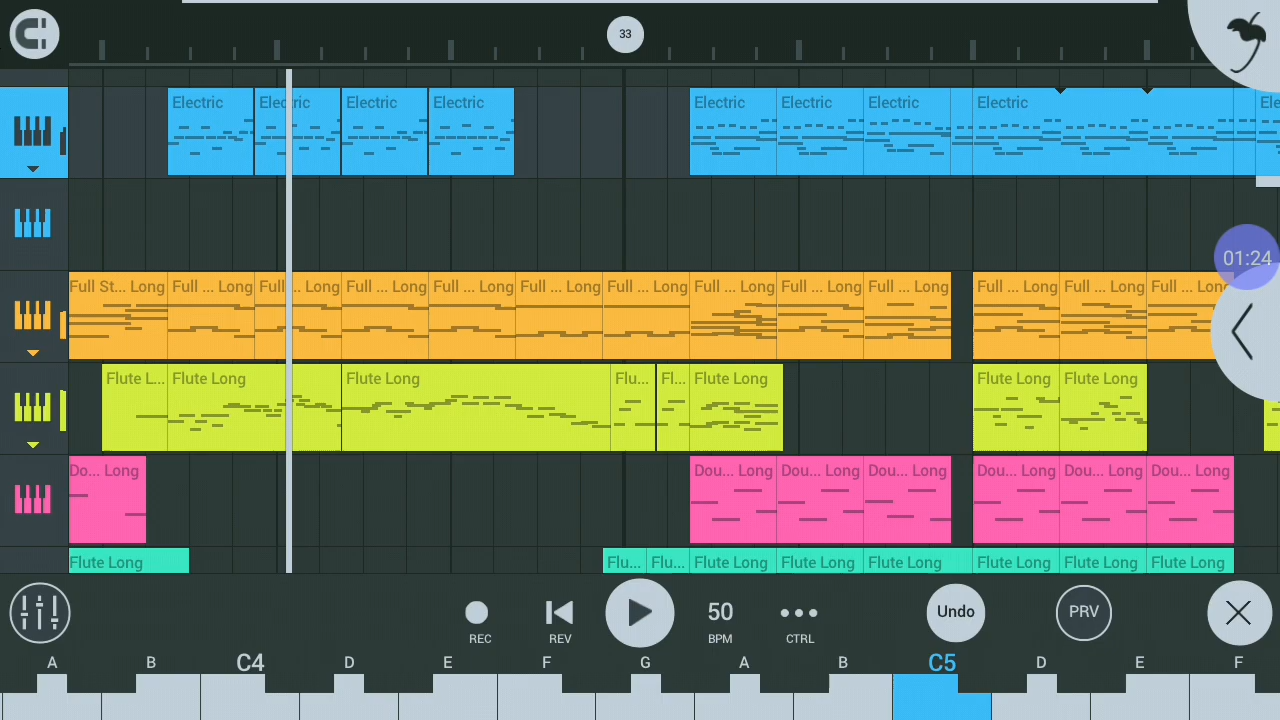 33
Electric Electric Electric Electric Electric Electric Electric Electric Ele
01:24
Full St... Long Full ... Long Full ... Long Full ... Long Full ... Long Full ... Long Full ... Long Full ... Long Full ... Long Full ... Long Full ... Long Full ... Long Full ... Long
Flute L... Flute Long Flute Long Flu... Fl... Flute Long Flute Long Flute Long
Do... Long Dou... Long Dou... Long Dou... Long Dou... Long Dou... Long Dou... Long
Flute Long Flu... Flu... Flute Long Flute Long Flute Long Flute Long Flute Long Flute Long
50 Undo PRV
REC REV BPM CTRL
A B C4 D E F G A B C5 D E F